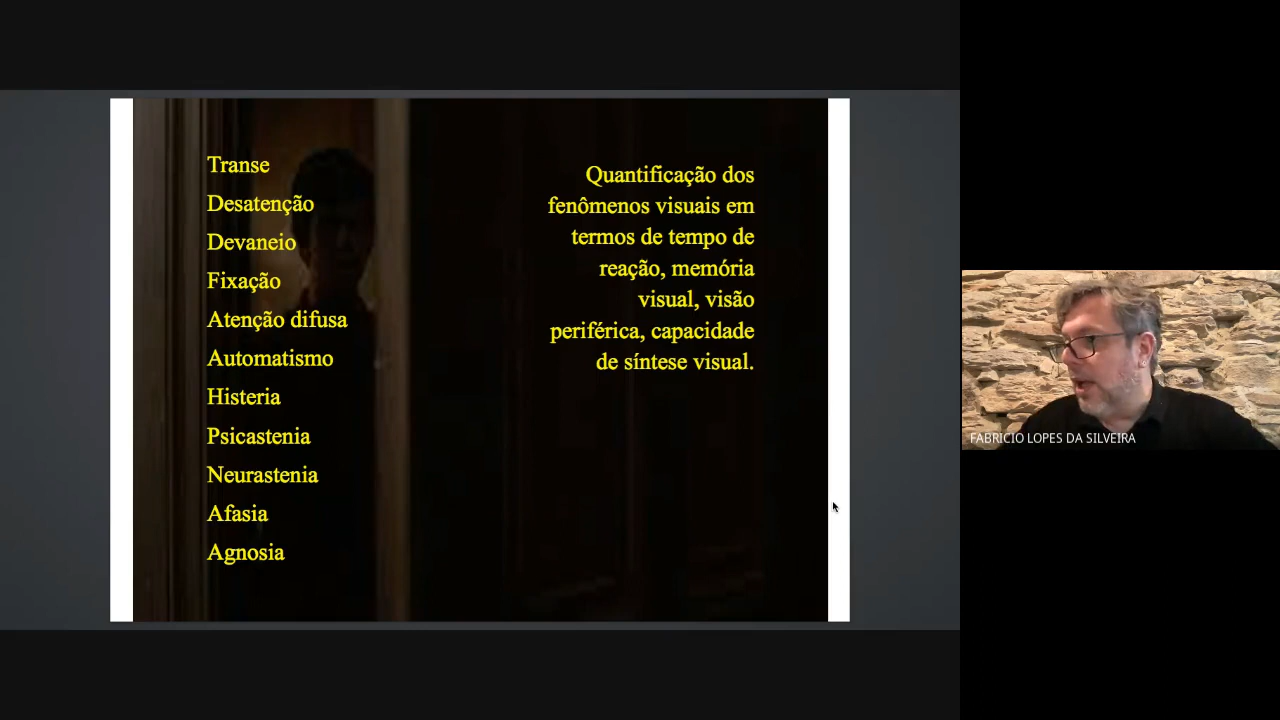 Transe
Desatenção
Devaneio
Fixação
Atenção difusa
Automatismo
Histeria
Psicastenia
Neurastenia
Afasia
Agnosia
Quantificação dos
fenômenos visuais em
termos de tempo de
reação, memória
visual, visão
periférica, capacidade
de síntese visual.
FABRICIO LOPES DA SILVEIRA